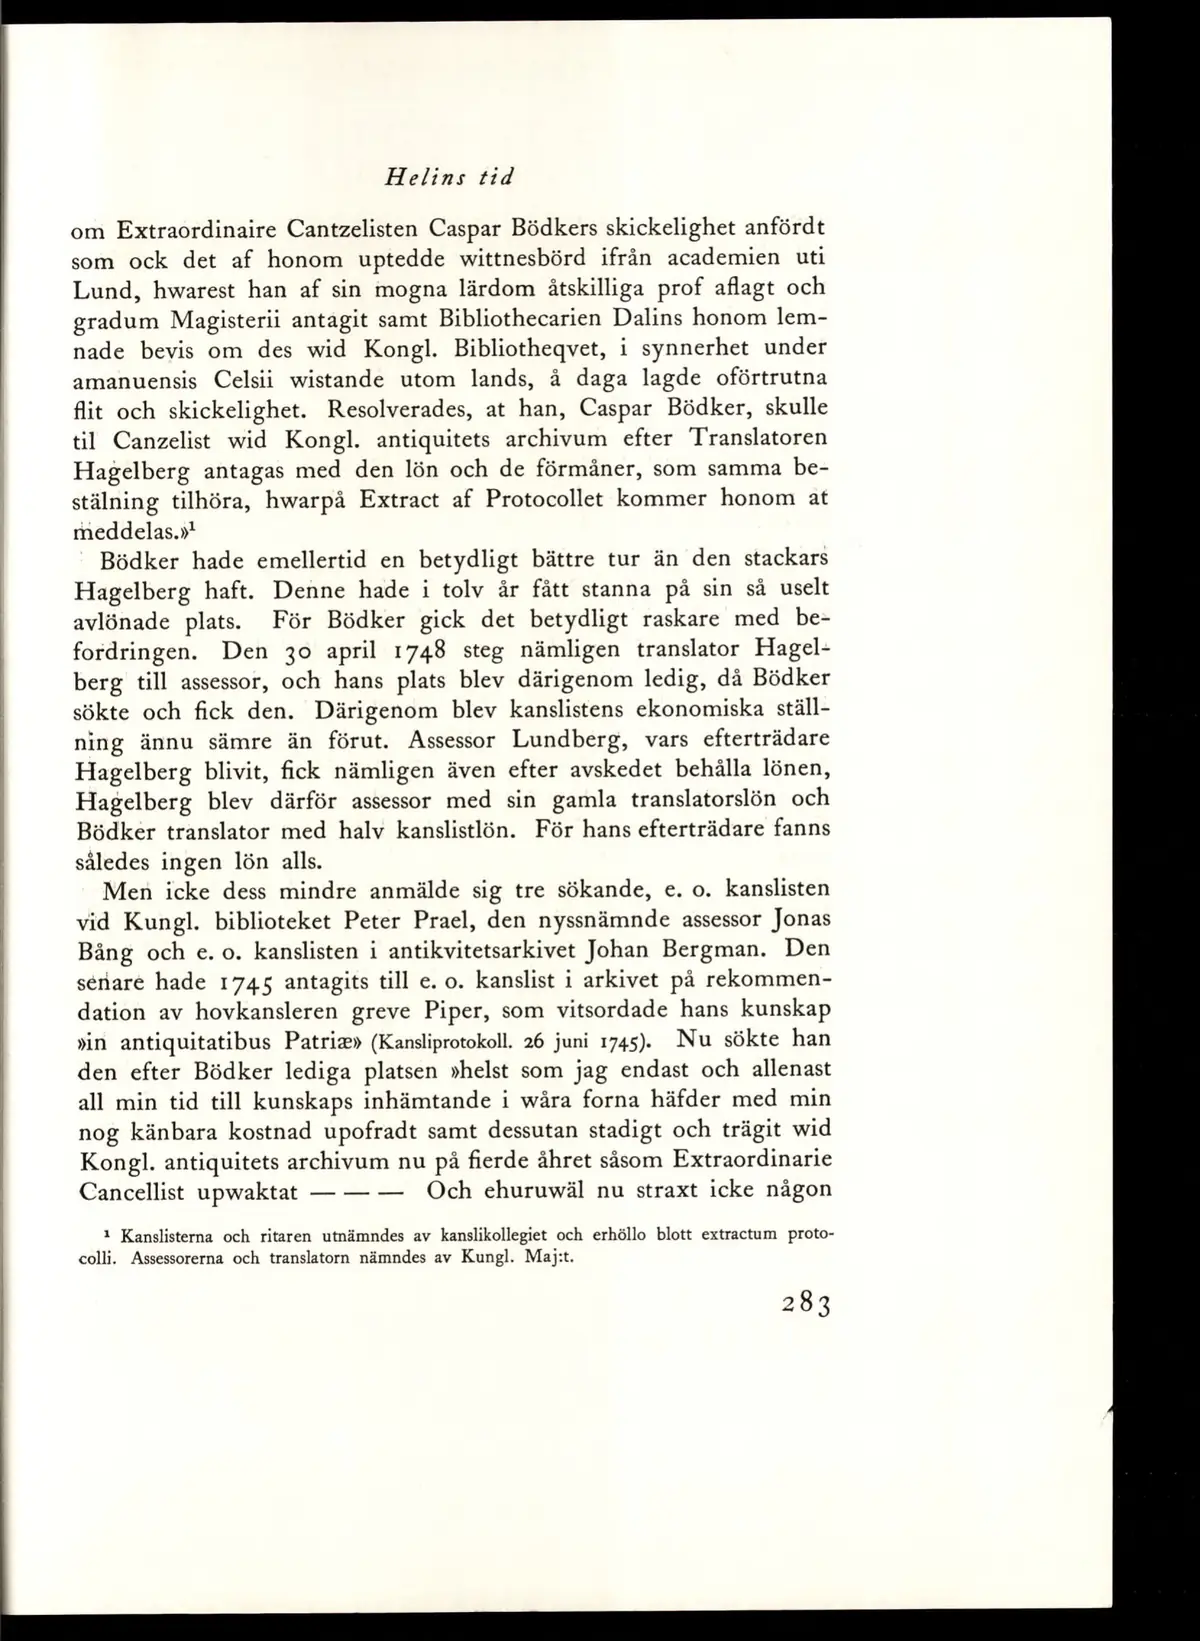 Helins tid
om Extraordinaire Cantzelisten Caspar Bödkers skickelighet anfördt
som ock det af honom uptedde wittnesbörd ifrån academien uti
Lund, hwarest han af sin mogna lärdom åtskilliga prof aflagt och
gradum Magisterii antagit samt Bibliothecarien Dalins honom lem-
nade bevis om des wid Kongl. Bibliotheqvet, i synnerhet under
amanuensis Celsii wistande utom lands, å daga lagde oförtrutna
flit och skickelighet. Resolverades, at han, Caspar Bödker, skulle
til Canzelist wid Kongl. antiquitets archivum efter Translatoren
Hagelberg antagas med den lön och de förmåner, som samma be-
stälning tilhöra, hwarpå Extract af Protocollet kommer honom at
meddelas.»¹
Bödker hade emellertid en betydligt bättre tur än den stackars
Hagelberg haft. Denne hade i tolv år fått stanna på sin så uselt
avlönade plats. För Bödker gick det betydligt raskare med be-
fordringen. Den 30 april 1748 steg nämligen translator Hagel-
berg till assessor, och hans plats blev därigenom ledig, då Bödker
sökte och fick den. Därigenom blev kanslistens ekonomiska ställ-
ning ännu sämre än förut. Assessor Lundberg, vars efterträdare
Hagelberg blivit, fick nämligen även efter avskedet behålla lönen,
Hagelberg blev därför assessor med sin gamla translatorslön och
Bödker translator med halv kanslistlön. För hans efterträdare fanns
således ingen lön alls.
Men icke dess mindre anmälde sig tre sökande, e. o. kanslisten
vid Kungl. biblioteket Peter Prael, den nyssnämnde assessor Jonas
Bång och e. o. kanslisten i antikvitetsarkivet Johan Bergman. Den
senare hade 1745 antagits till e. o. kanslist i arkivet på rekommen-
dation av hovkansleren greve Piper, som vitsordade hans kunskap
»in antiquitatibus Patriæ» (Kansliprotokoll. 26 juni 1745). Nu sökte han
den efter Bödker lediga platsen »helst som jag endast och allenast
all min tid till kunskaps inhämtande i wåra forna häfder med min
nog känbara kostnad upofradt samt dessutan stadigt och trägit wid
Kongl. antiquitets archivum nu på fierde åhret såsom Extraordinarie
Cancellist upwaktat — — — Och ehuruwäl nu straxt icke någon
¹ Kanslisterna och ritaren utnämndes av kanslikollegiet och erhöllo blott extractum proto-
colli. Assessorerna och translatorn nämndes av Kungl. Maj:t.
283